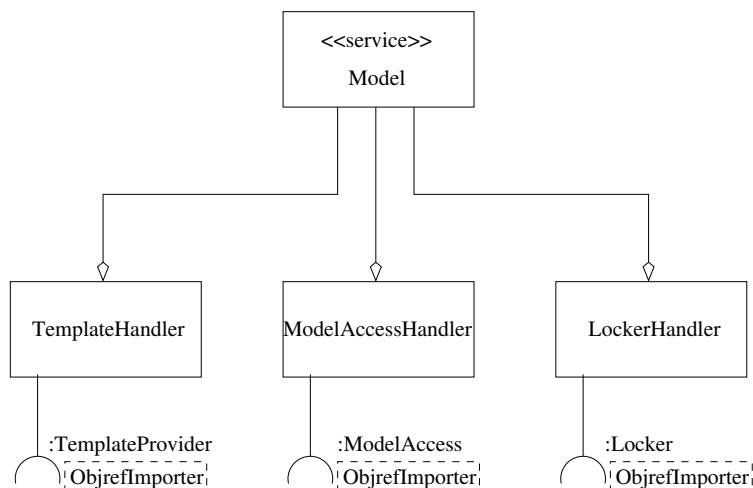 <<service>>
Model
TemplateHandler
ModelAccessHandler
LockerHandler
:TemplateProvider
:ModelAccess
:Locker
ObjrefImporter
ObjrefImporter
ObjrefImporter